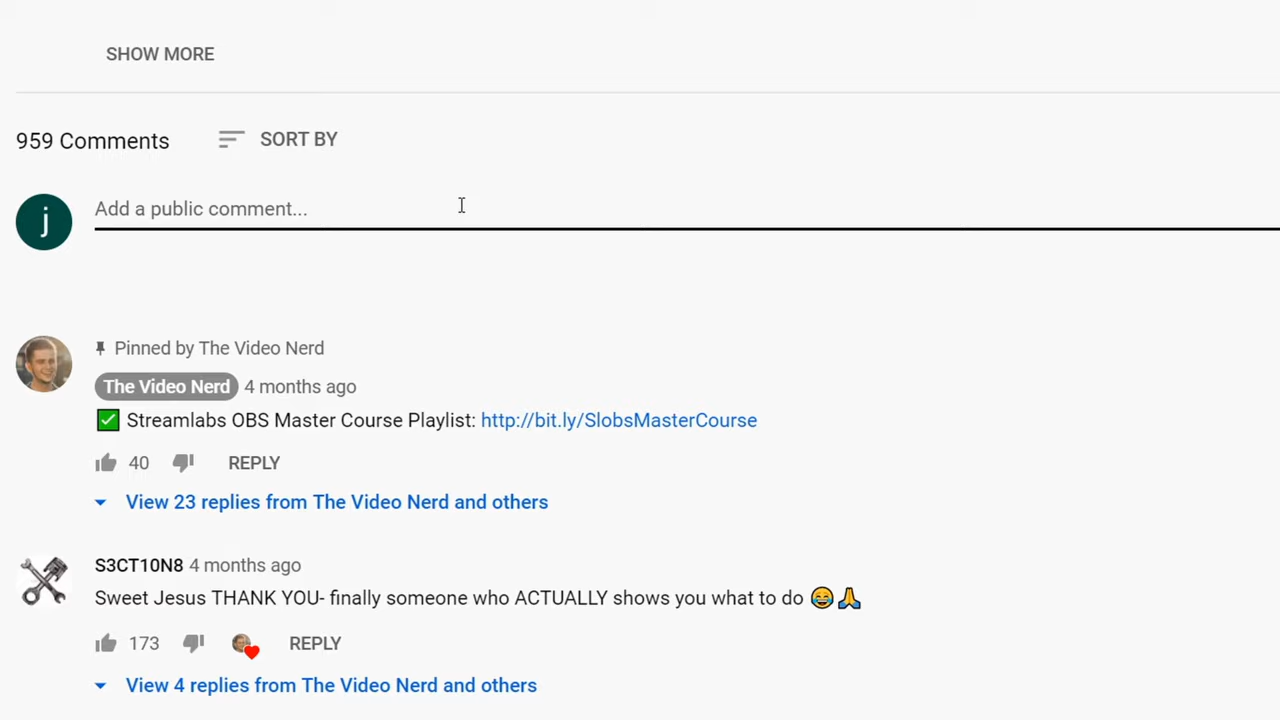 SHOW MORE
959 Comments
SORT BY
j
Add a public comment...
Pinned by The Video Nerd
The Video Nerd 4 months ago
✅ Streamlabs OBS Master Course Playlist: http://bit.ly/SlobsMasterCourse
40 REPLY
View 23 replies from The Video Nerd and others
S3CT10N8 4 months ago
Sweet Jesus THANK YOU- finally someone who ACTUALLY shows you what to do 😂🙏
173 REPLY
View 4 replies from The Video Nerd and others